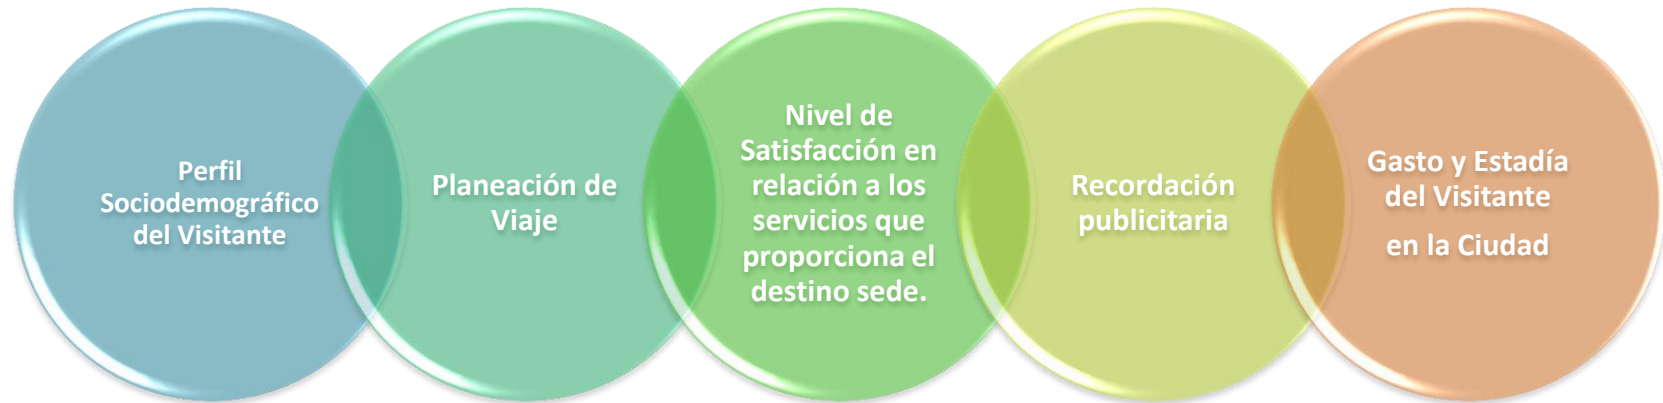 Perfil
Sociodemográfico
del Visitante
Planeación de
Viaje
Nivel de
Satisfacción en
relación a los
servicios que
proporciona el
destino sede.
Recordación
publicitaria
Gasto y Estadía
del Visitante
en la Ciudad